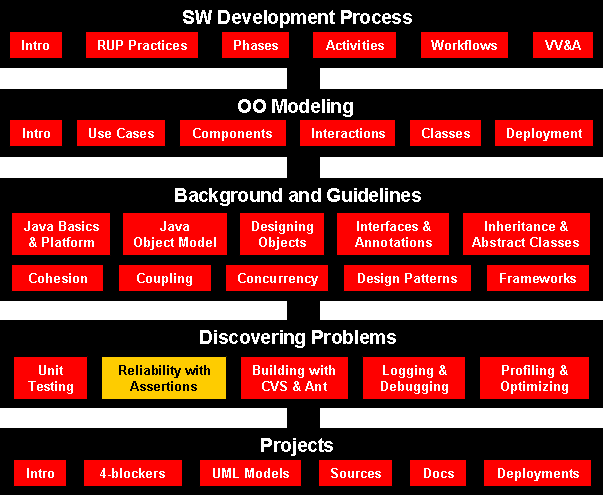 SW Development Process
Intro RUP Practices Phases Activities Workflows VV&A
OO Modeling
Intro Use Cases Components Interactions Classes Deployment
Background and Guidelines
Java Basics Java Designing Interfaces & Inheritance &
& Platform Object Model Objects Annotations Abstract Classes
Cohesion Coupling Concurrency Design Patterns Frameworks
Discovering Problems
Unit Reliability with Building with Logging & Profiling &
Testing Assertions CVS & Ant Debugging Optimizing
Projects
Intro 4-blockers UML Models Sources Docs Deployments